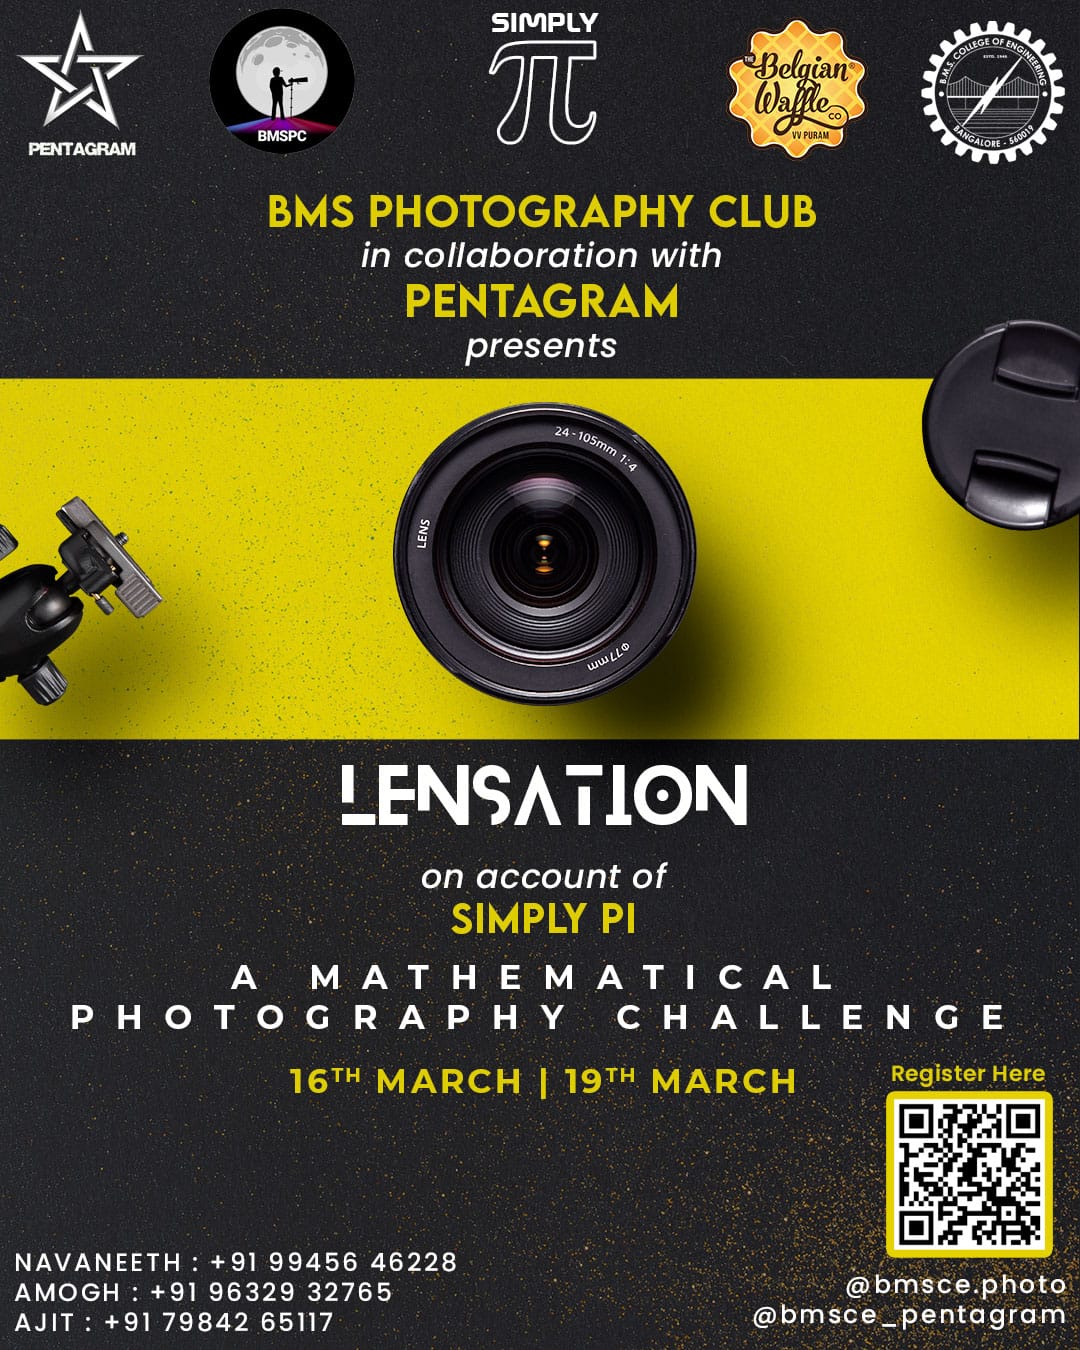 PENTAGRAM
BMSPC
SIMPLY
π
THE
Belgian
Waffle
CO
VV PURAM
B.M.S. COLLEGE OF ENGINEERING
ESTD. 1946
BANGALORE - 560019
BMS PHOTOGRAPHY CLUB
in collaboration with
PENTAGRAM
presents
24-105mm 1:4
LENS
φ77mm
LENSATION
on account of
SIMPLY PI
A MATHEMATICAL
PHOTOGRAPHY CHALLENGE
16TH MARCH | 19TH MARCH
Register Here
NAVANEETH : +91 99456 46228
AMOGH : +91 96329 32765
AJIT : +91 79842 65117
@bmsce.photo
@bmsce_pentagram